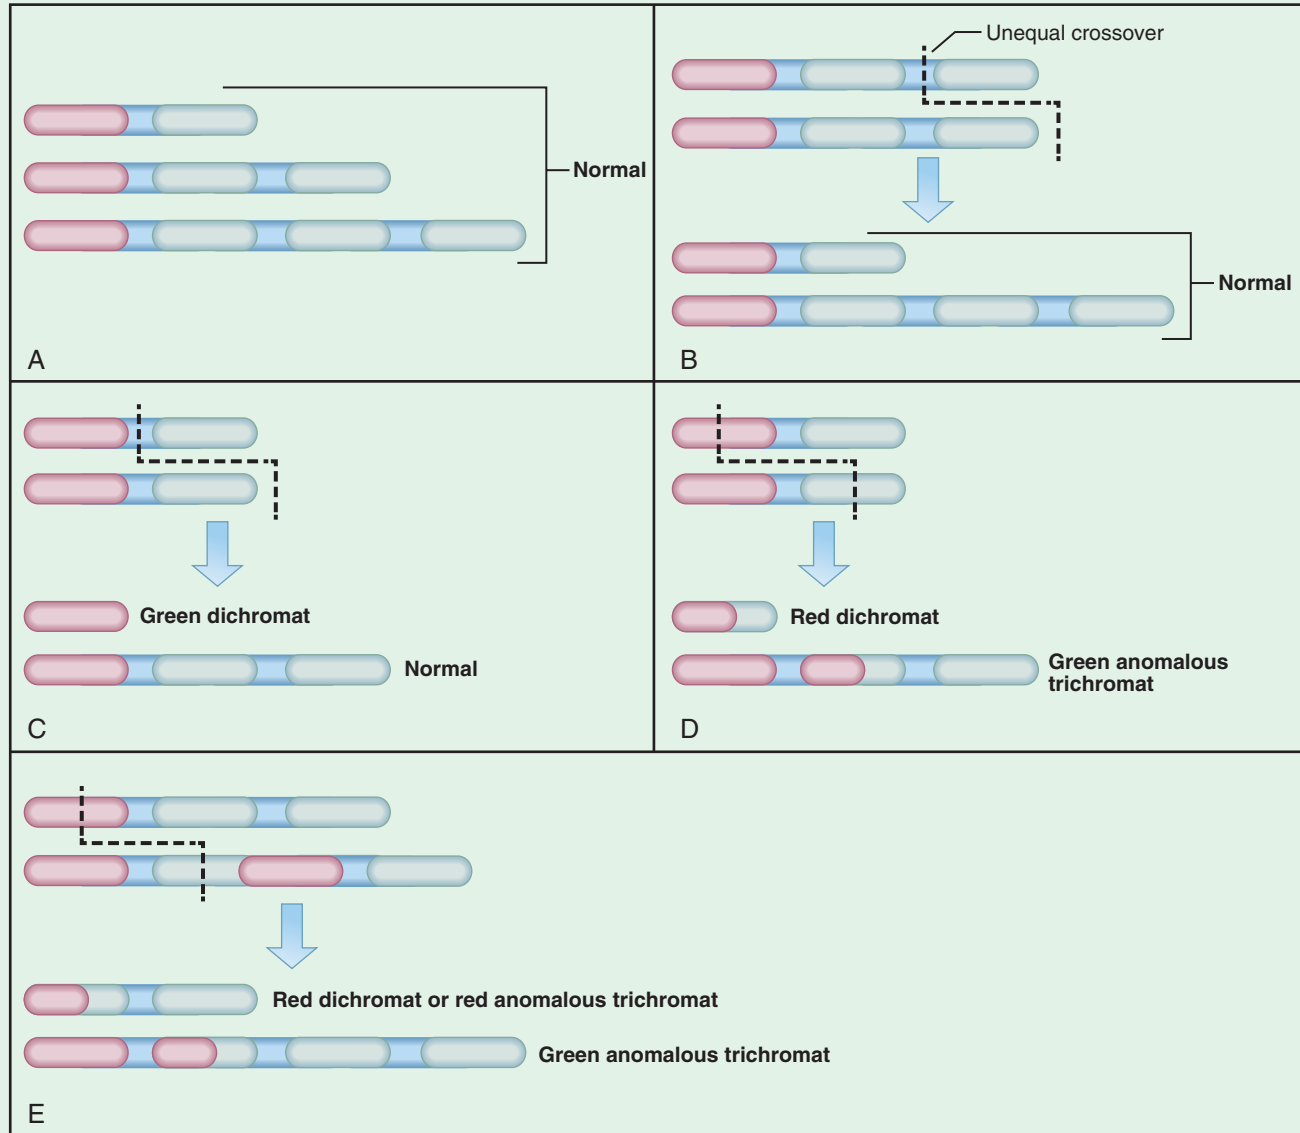 Normal
A
Unequal crossover
Normal
B
Green dichromat
Normal
C
Red dichromat
Green anomalous
trichromat
D
Red dichromat or red anomalous trichromat
Green anomalous trichromat
E